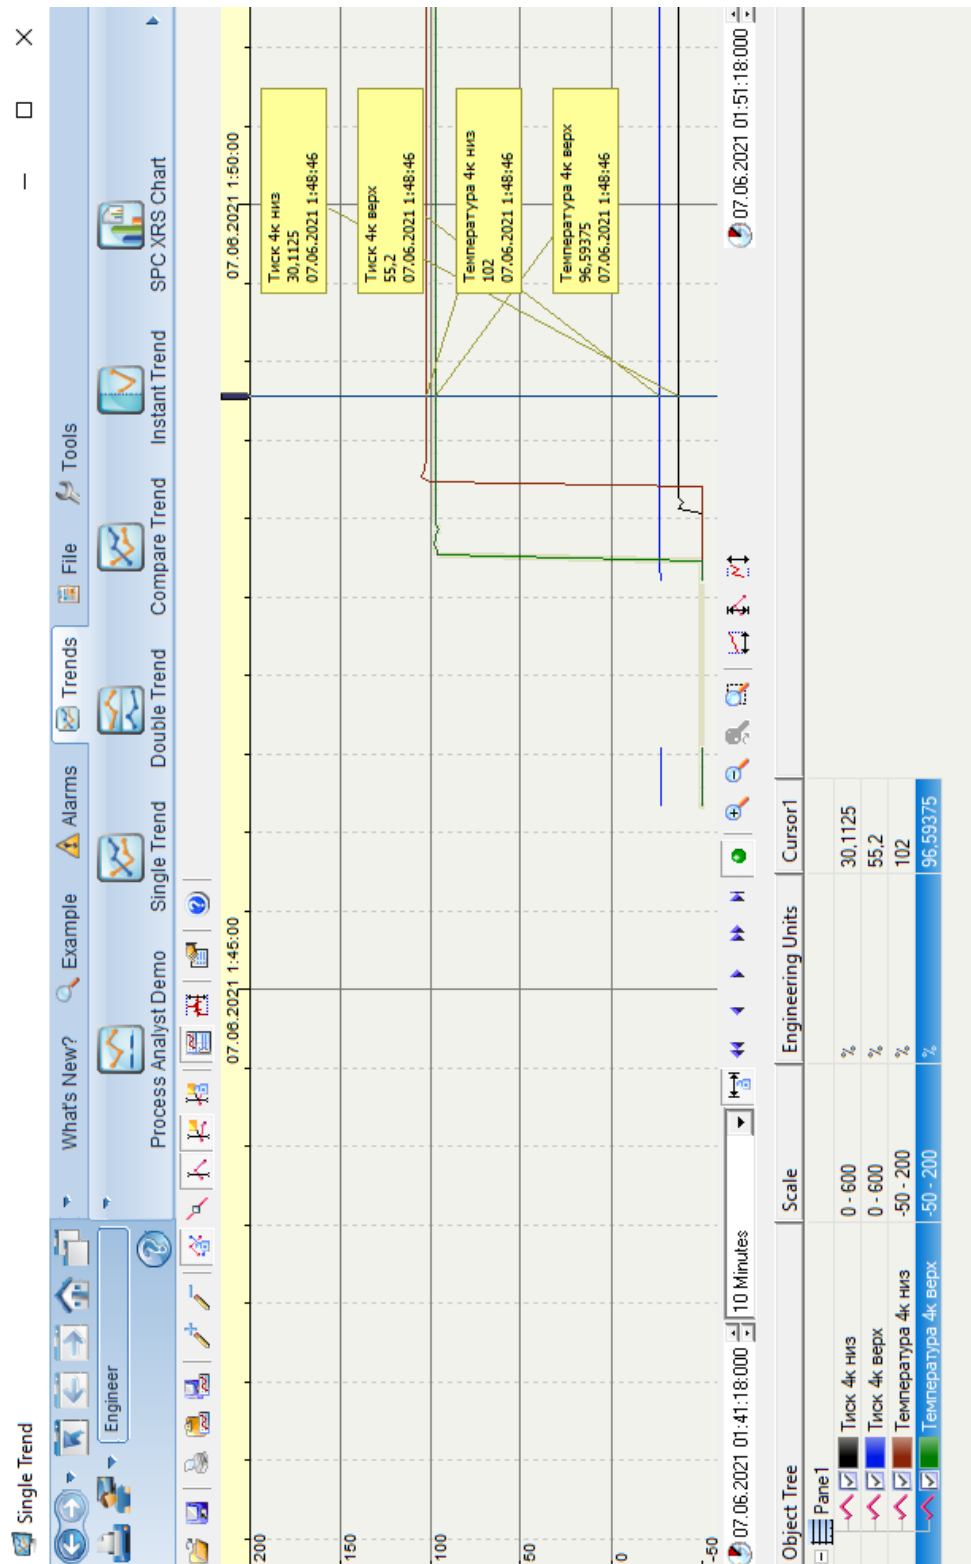 Single Trend
What's New?
Example
Alarms
Trends
File
Tools
Engineer
Process Analyst Demo
Single Trend
Double Trend
Compare Trend
Instant Trend
SPC XRS Chart
07.06.2021 1:45:00
07.06.2021 1:50:00
200
150
100
50
0
-50
Тиск 4к низ
30,1125
07.06.2021 1:48:46
Тиск 4к верх
55,2
07.06.2021 1:48:46
Температура 4к низ
102
07.06.2021 1:48:46
Температура 4к верх
96,59375
07.06.2021 1:48:46
07.06.2021 01:41:18:000
10 Minutes
07.06.2021 01:51:18:000
Object Tree Scale Engineering Units Cursor1
Pane1
Тиск 4к низ 0 - 600 % 30,1125
Тиск 4к верх 0 - 600 % 55,2
Температура 4к низ -50 - 200 % 102
Температура 4к верх -50 - 200 % 96,59375